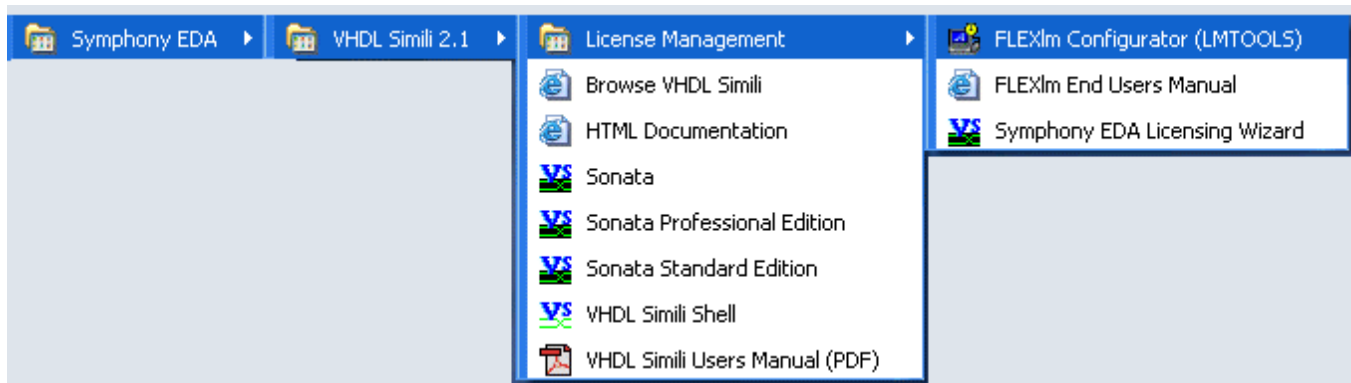 Symphony EDA
VHDL Simili 2.1
License Management
Browse VHDL Simili
HTML Documentation
Sonata
Sonata Professional Edition
Sonata Standard Edition
VHDL Simili Shell
VHDL Simili Users Manual (PDF)
FLEXlm Configurator (LMTOOLS)
FLEXlm End Users Manual
Symphony EDA Licensing Wizard